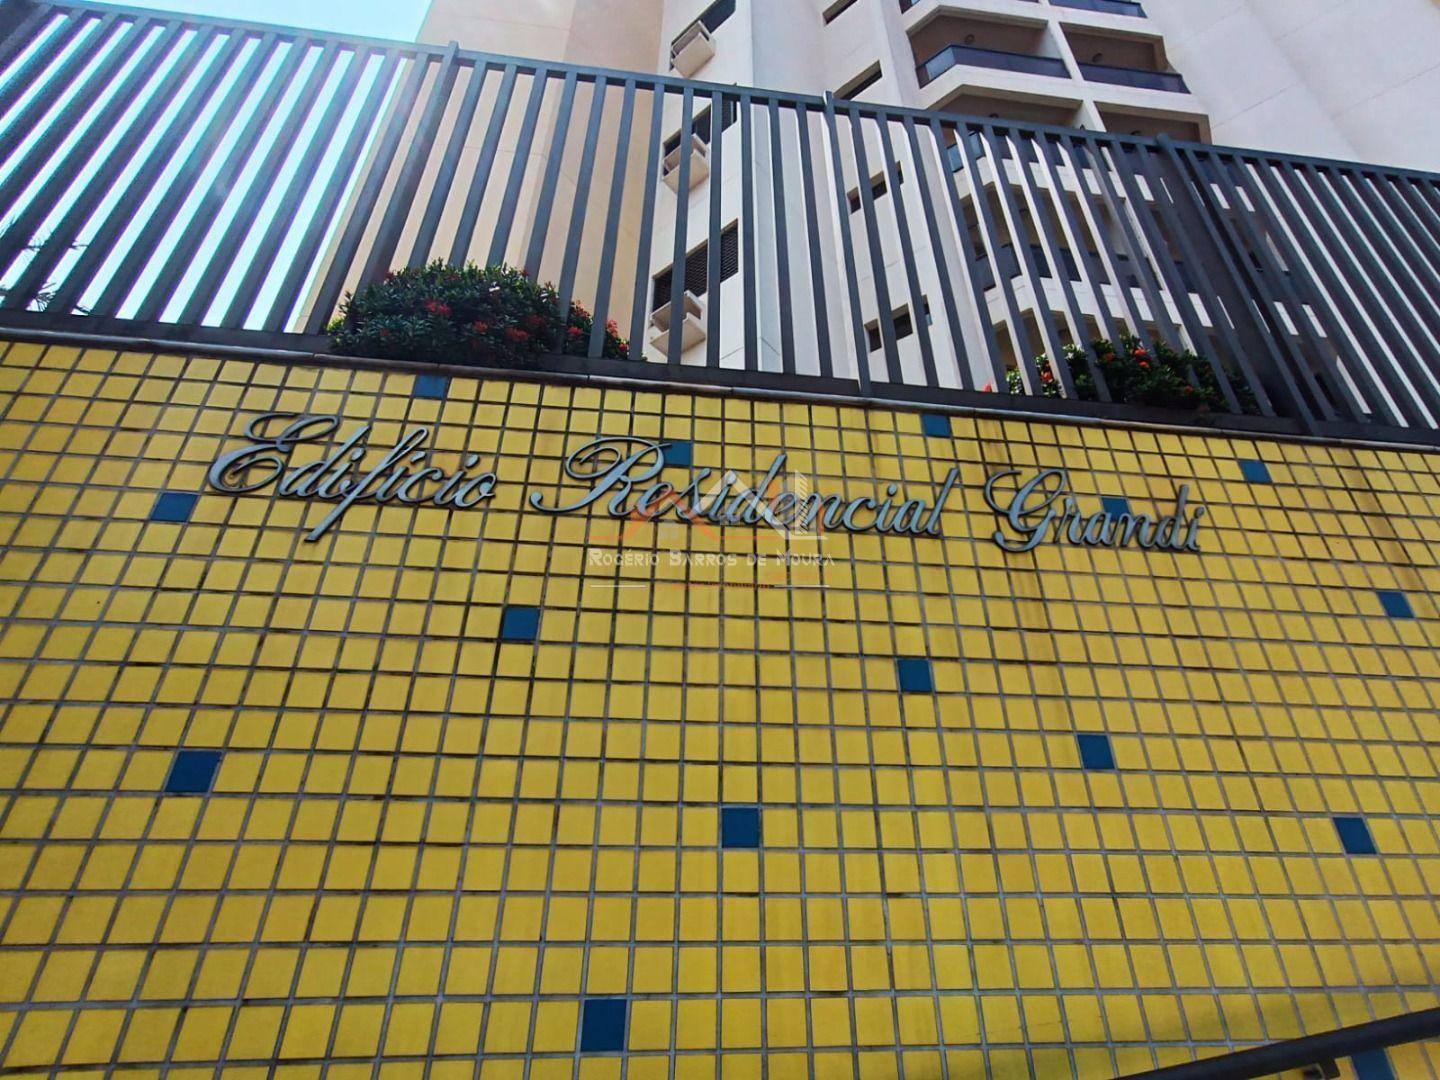 Edifício Residencial Grandi
Rogério Barros de Moura